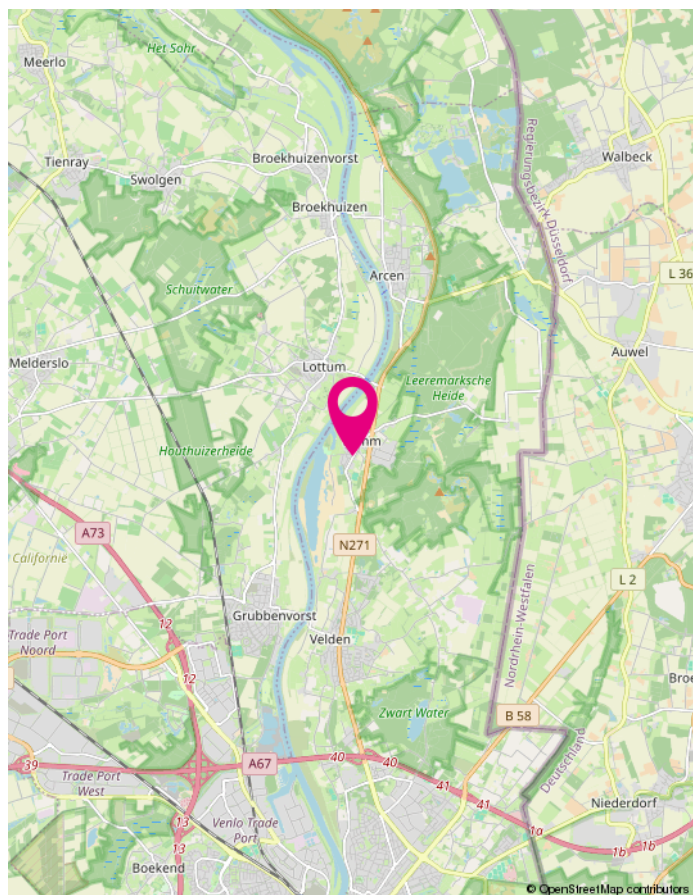 Het Sohr
Meerlo
Broekhuizenvorst
Tienray
Swolgen
Walbeck
Regierungsbezirk Düsseldorf
Broekhuizen
L 36
Arcen
Schuitwater
Auwel
Melderslo
Lottum
Leeremarksche
Heide
Houthuizerheide
A73
N271
Californie
L 2
Nordrhein-Westfalen
12
Grubbenvorst
Trade Port
Noord
Velden
12
Zwart Water
B 58
39
A67
40
40
Deutschland
Trade Port
West
41
41
Niederdorf
13
Venlo Trade
Port
1a
1b
1b
13
Boekend
© OpenStreetMap contributors